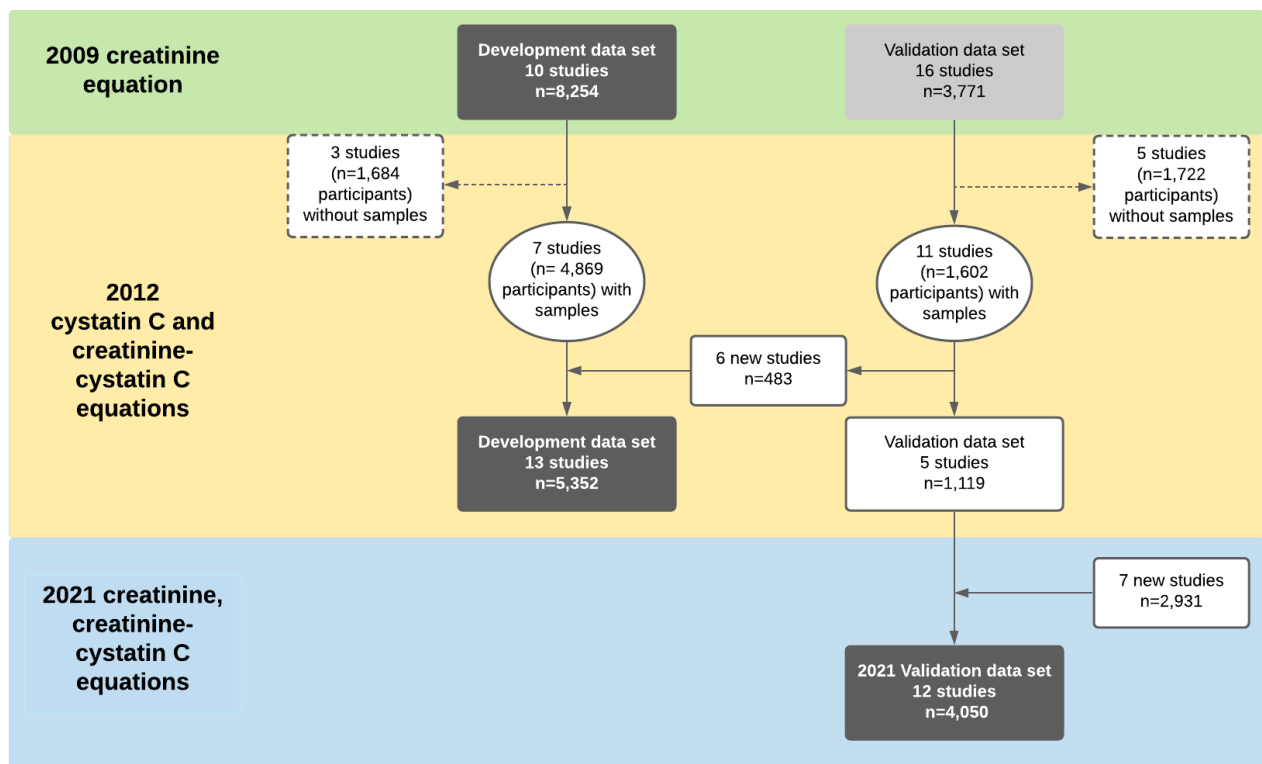 2009 creatinine
equation
Development data set
10 studies
n=8,254
Validation data set
16 studies
n=3,771
3 studies
(n=1,684
participants)
without samples
5 studies
(n=1,722
participants)
without samples
7 studies
(n= 4,869
participants) with
samples
11 studies
(n=1,602
participants) with
samples
2012
cystatin C and
creatinine-
cystatin C
equations
6 new studies
n=483
Development data set
13 studies
n=5,352
Validation data set
5 studies
n=1,119
2021 creatinine,
creatinine-
cystatin C
equations
7 new studies
n=2,931
2021 Validation data set
12 studies
n=4,050